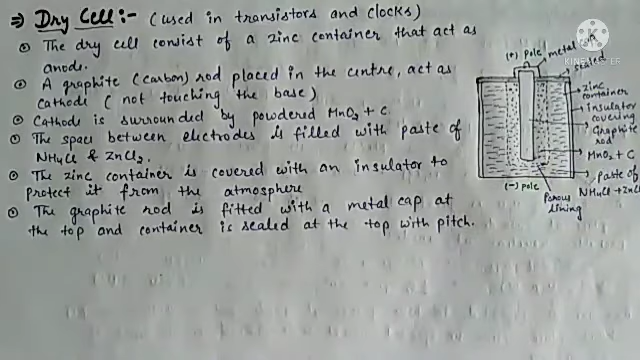 ⇒ Dry Cell:- (used in transistors and clocks)
⊙ The dry cell consist of a zinc container that act as
anode.
⊙ A graphite (carbon) rod placed in the centre, act as
cathode (not touching the base)
⊙ Cathode is surrounded by powdered MnO2 + C
⊙ The space between electrodes is filled with paste of
NH4Cl & ZnCl2.
⊙ The zinc container is covered with an insulator to
protect it from the atmosphere
⊙ The graphite rod is fitted with a metal cap at
the top and container is sealed at the top with pitch.
(+) Pole
metal cap
zinc
container
insulator
covering
Graphite
rod
MnO2 + C
Paste of
NH4Cl + ZnCl2
Porous
lining
(-) pole
KINEMASTER